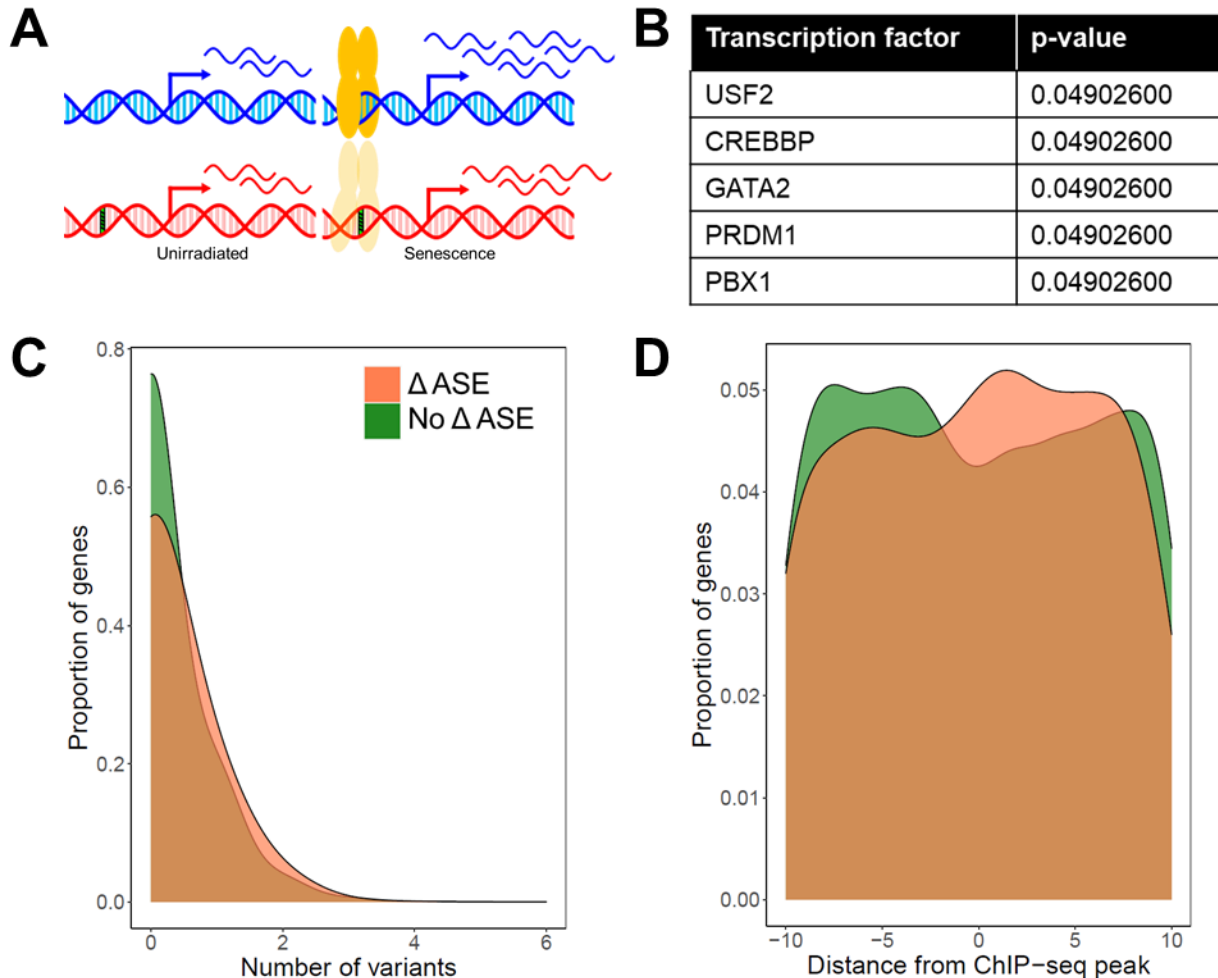 A
Unirradiated
Senescence
B
Transcription factor p-value
USF2 0.04902600
CREBBP 0.04902600
GATA2 0.04902600
PRDM1 0.04902600
PBX1 0.04902600
C
Δ ASE
No Δ ASE
Proportion of genes
0.8
0.6
0.4
0.2
0.0
0 2 4 6
Number of variants
D
Proportion of genes
0.05
0.04
0.03
0.02
0.01
0.00
−10 −5 0 5 10
Distance from ChIP−seq peak